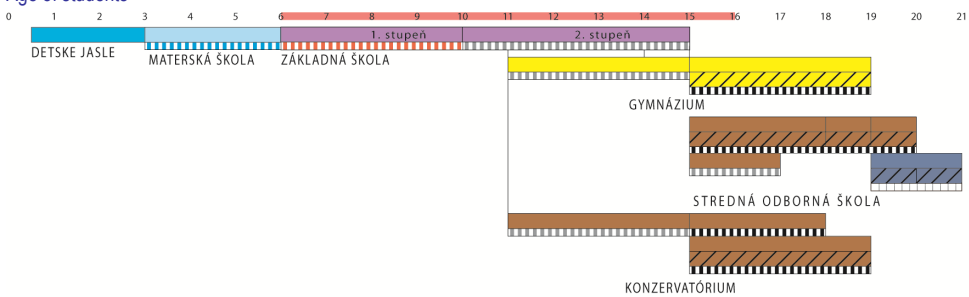 Age of students
0 1 2 3 4 5 6 7 8 9 10 11 12 13 14 15 16 17 18 19 20 21
1. stupeň 2. stupeň
DETSKE JASLE MATERSKÁ ŠKOLA ZÁKLADNÁ ŠKOLA
GYMNÁZIUM
STREDNÁ ODBORNÁ ŠKOLA
KONZERVATÓRIUM